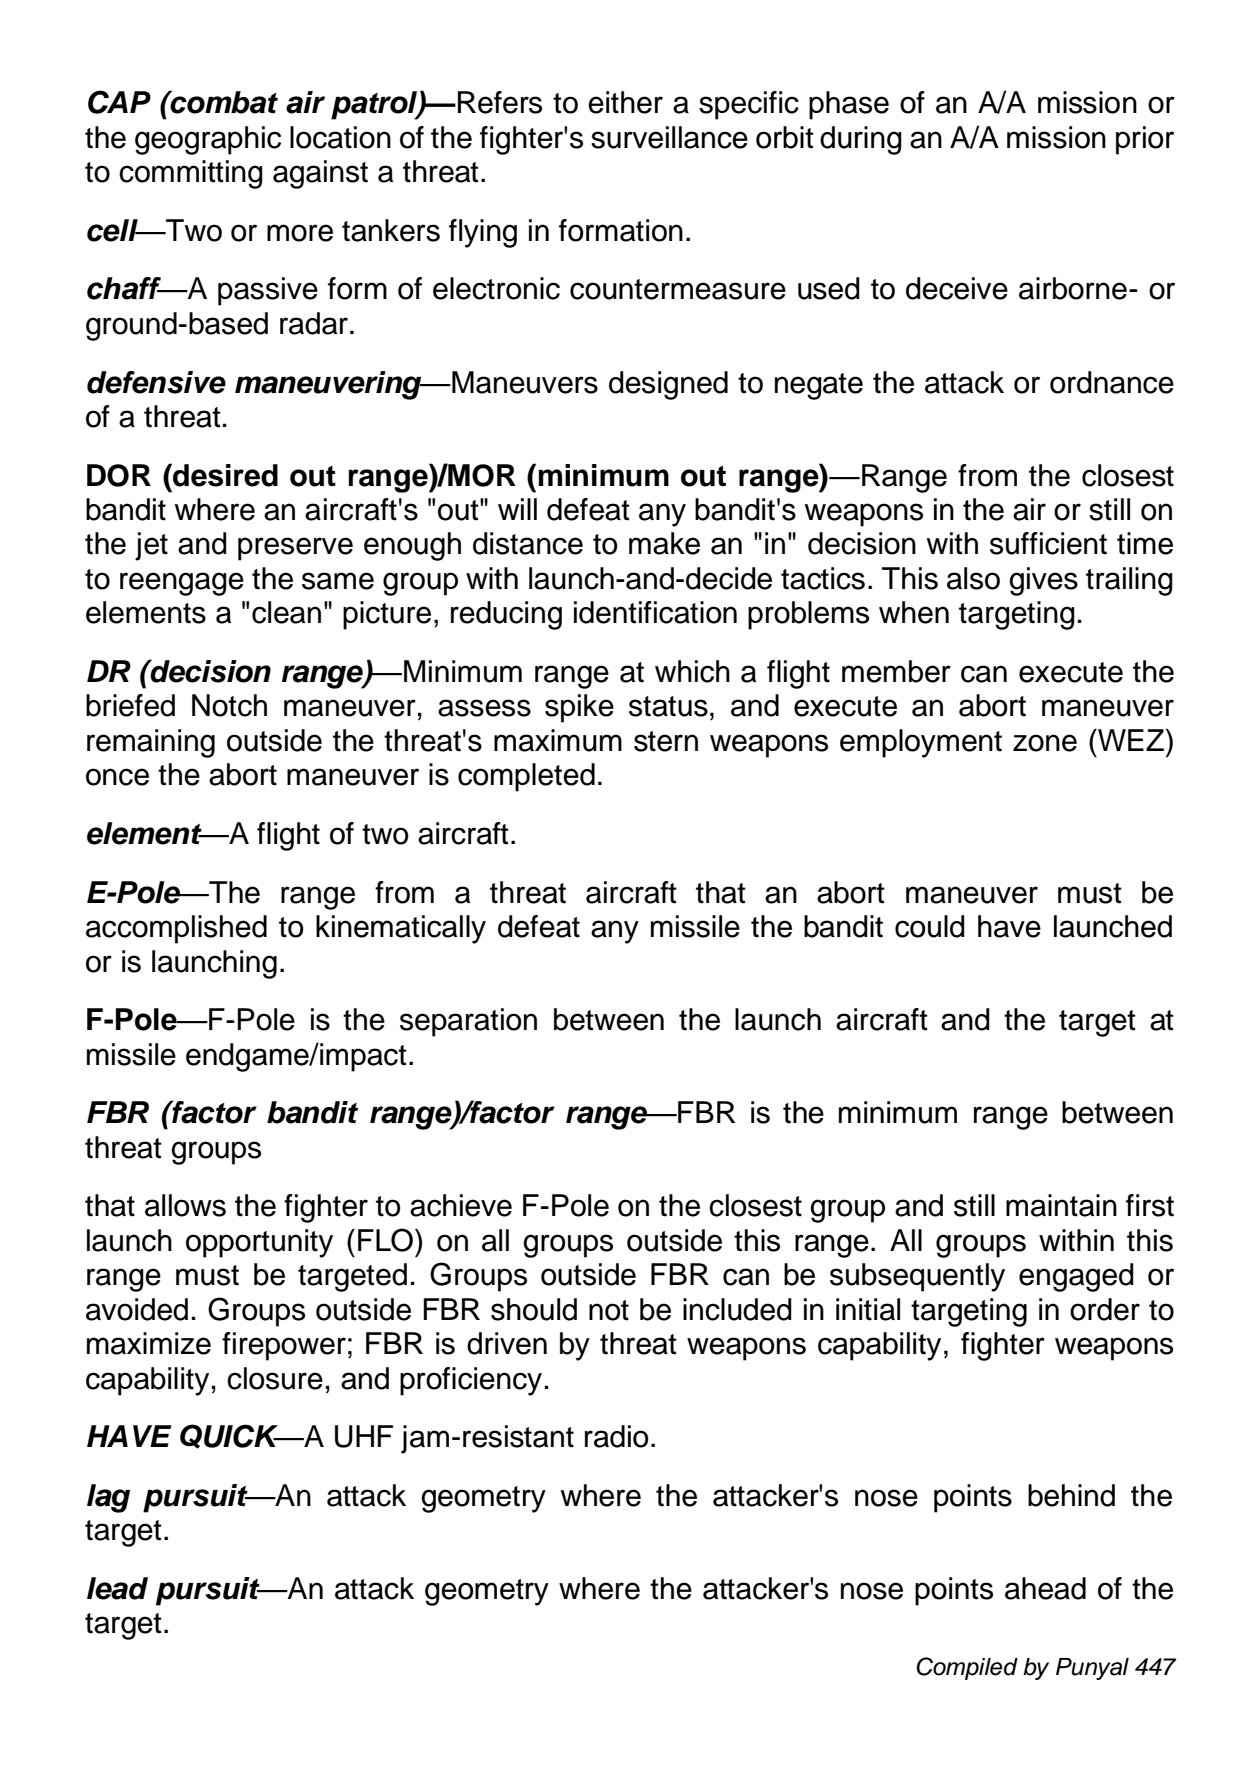 CAP (combat air patrol)—Refers to either a specific phase of an A/A mission or
the geographic location of the fighter's surveillance orbit during an A/A mission prior
to committing against a threat.
cell—Two or more tankers flying in formation.
chaff—A passive form of electronic countermeasure used to deceive airborne- or
ground-based radar.
defensive maneuvering—Maneuvers designed to negate the attack or ordnance
of a threat.
DOR (desired out range)/MOR (minimum out range)—Range from the closest
bandit where an aircraft's "out" will defeat any bandit's weapons in the air or still on
the jet and preserve enough distance to make an "in" decision with sufficient time
to reengage the same group with launch-and-decide tactics. This also gives trailing
elements a "clean" picture, reducing identification problems when targeting.
DR (decision range)—Minimum range at which a flight member can execute the
briefed Notch maneuver, assess spike status, and execute an abort maneuver
remaining outside the threat's maximum stern weapons employment zone (WEZ)
once the abort maneuver is completed.
element—A flight of two aircraft.
E-Pole—The range from a threat aircraft that an abort maneuver must be
accomplished to kinematically defeat any missile the bandit could have launched
or is launching.
F-Pole—F-Pole is the separation between the launch aircraft and the target at
missile endgame/impact.
FBR (factor bandit range)/factor range—FBR is the minimum range between
threat groups
that allows the fighter to achieve F-Pole on the closest group and still maintain first
launch opportunity (FLO) on all groups outside this range. All groups within this
range must be targeted. Groups outside FBR can be subsequently engaged or
avoided. Groups outside FBR should not be included in initial targeting in order to
maximize firepower; FBR is driven by threat weapons capability, fighter weapons
capability, closure, and proficiency.
HAVE QUICK—A UHF jam-resistant radio.
lag pursuit—An attack geometry where the attacker's nose points behind the
target.
lead pursuit—An attack geometry where the attacker's nose points ahead of the
target.
Compiled by Punyal 447